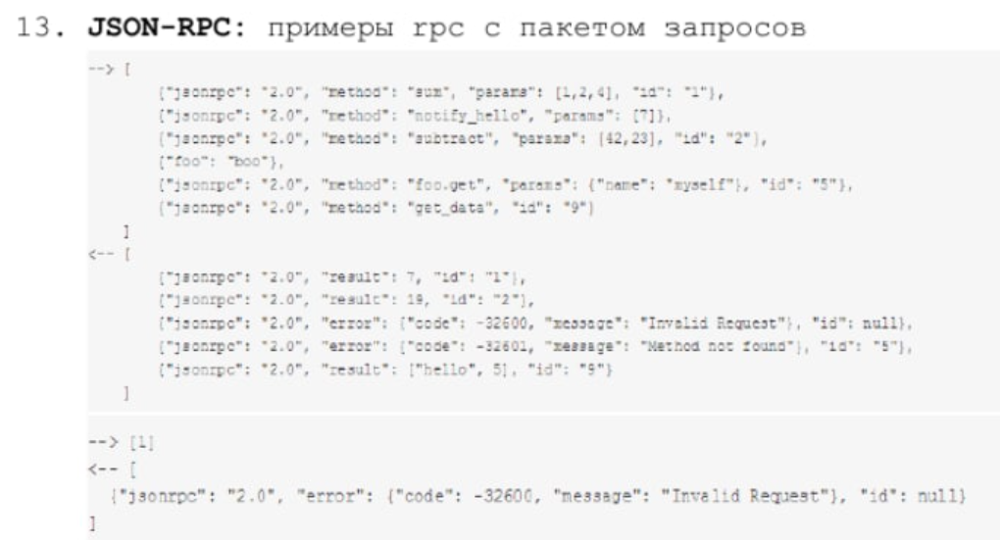 13. JSON-RPC: примеры rpc с пакетом запросов
--> [
{"jsonrpc": "2.0", "method": "sum", "params": [1,2,4], "id": "1"},
{"jsonrpc": "2.0", "method": "notify_hello", "params": [7]},
{"jsonrpc": "2.0", "method": "subtract", "params": [42,23], "id": "2"},
{"foo": "boo"},
{"jsonrpc": "2.0", "method": "foo.get", "params": {"name": "myself"}, "id": "5"},
{"jsonrpc": "2.0", "method": "get_data", "id": "9"}
]
<-- [
{"jsonrpc": "2.0", "result": 7, "id": "1"},
{"jsonrpc": "2.0", "result": 19, "id": "2"},
{"jsonrpc": "2.0", "error": {"code": -32600, "message": "Invalid Request"}, "id": null},
{"jsonrpc": "2.0", "error": {"code": -32601, "message": "Method not found"}, "id": "5"},
{"jsonrpc": "2.0", "result": ["hello", 5], "id": "9"}
]
--> [1]
<-- [
{"jsonrpc": "2.0", "error": {"code": -32600, "message": "Invalid Request"}, "id": null}
]